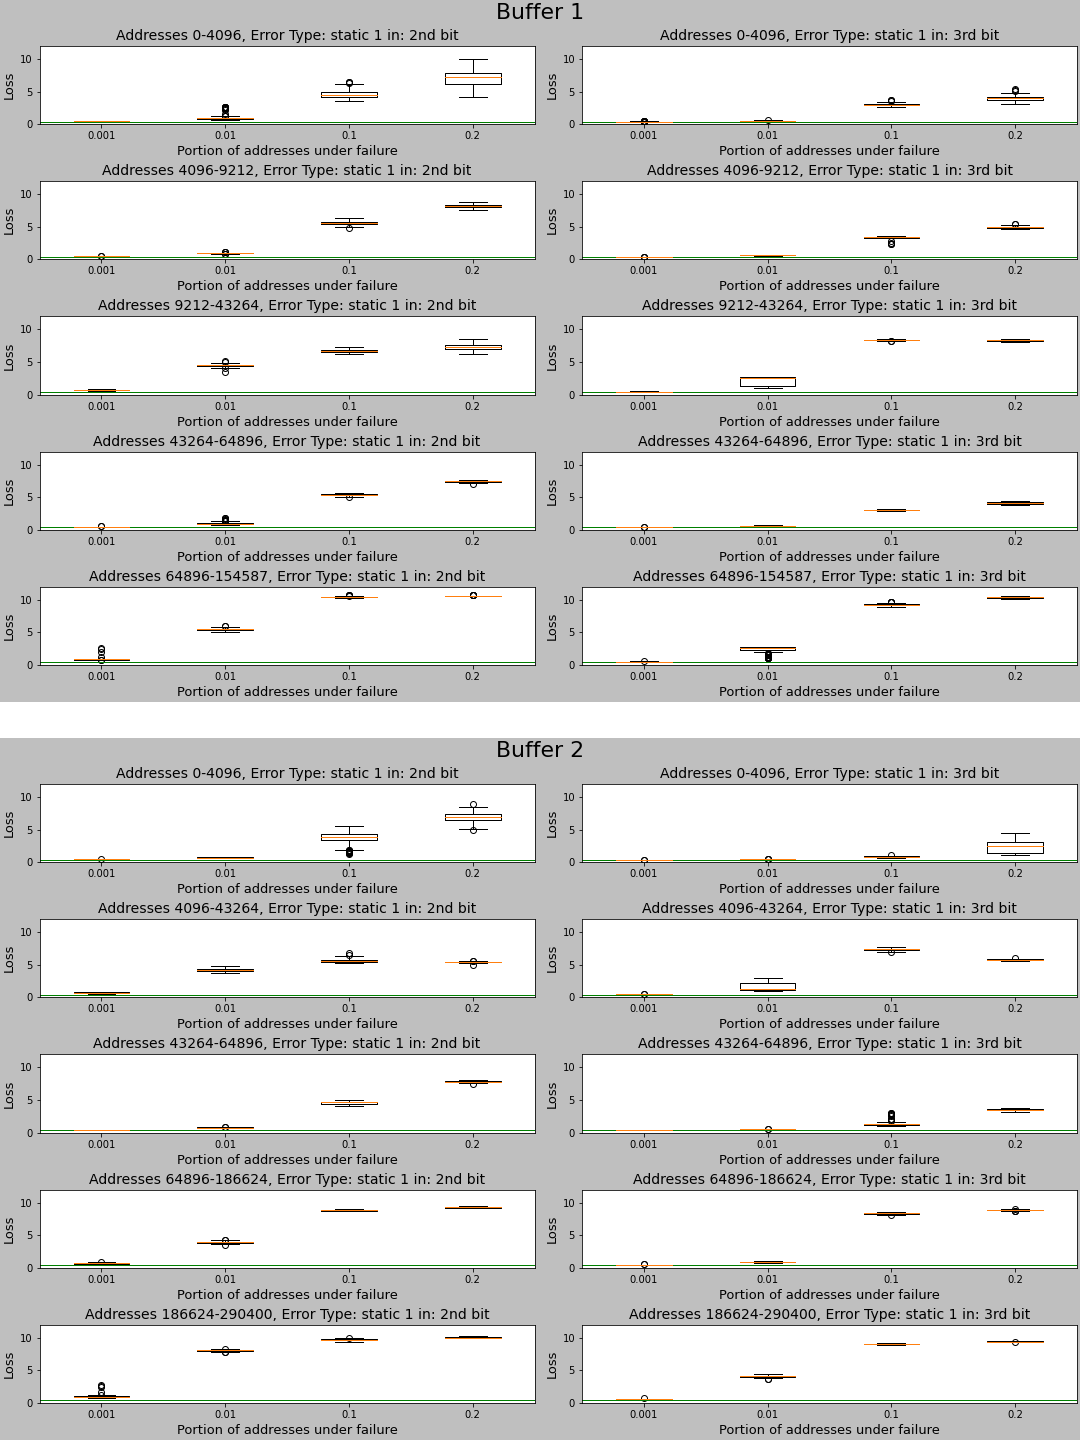 Buffer 1
Addresses 0-4096, Error Type: static 1 in: 2nd bit
Loss
10
5
0
0.001 0.01 0.1 0.2
Portion of addresses under failure
Addresses 0-4096, Error Type: static 1 in: 3rd bit
Loss
10
5
0
0.001 0.01 0.1 0.2
Portion of addresses under failure
Addresses 4096-9212, Error Type: static 1 in: 2nd bit
Loss
10
5
0
0.001 0.01 0.1 0.2
Portion of addresses under failure
Addresses 4096-9212, Error Type: static 1 in: 3rd bit
Loss
10
5
0
0.001 0.01 0.1 0.2
Portion of addresses under failure
Addresses 9212-43264, Error Type: static 1 in: 2nd bit
Loss
10
5
0
0.001 0.01 0.1 0.2
Portion of addresses under failure
Addresses 9212-43264, Error Type: static 1 in: 3rd bit
Loss
10
5
0
0.001 0.01 0.1 0.2
Portion of addresses under failure
Addresses 43264-64896, Error Type: static 1 in: 2nd bit
Loss
10
5
0
0.001 0.01 0.1 0.2
Portion of addresses under failure
Addresses 43264-64896, Error Type: static 1 in: 3rd bit
Loss
10
5
0
0.001 0.01 0.1 0.2
Portion of addresses under failure
Addresses 64896-154587, Error Type: static 1 in: 2nd bit
Loss
10
5
0
0.001 0.01 0.1 0.2
Portion of addresses under failure
Addresses 64896-154587, Error Type: static 1 in: 3rd bit
Loss
10
5
0
0.001 0.01 0.1 0.2
Portion of addresses under failure
Buffer 2
Addresses 0-4096, Error Type: static 1 in: 2nd bit
Loss
10
5
0
0.001 0.01 0.1 0.2
Portion of addresses under failure
Addresses 0-4096, Error Type: static 1 in: 3rd bit
Loss
10
5
0
0.001 0.01 0.1 0.2
Portion of addresses under failure
Addresses 4096-43264, Error Type: static 1 in: 2nd bit
Loss
10
5
0
0.001 0.01 0.1 0.2
Portion of addresses under failure
Addresses 4096-43264, Error Type: static 1 in: 3rd bit
Loss
10
5
0
0.001 0.01 0.1 0.2
Portion of addresses under failure
Addresses 43264-64896, Error Type: static 1 in: 2nd bit
Loss
10
5
0
0.001 0.01 0.1 0.2
Portion of addresses under failure
Addresses 43264-64896, Error Type: static 1 in: 3rd bit
Loss
10
5
0
0.001 0.01 0.1 0.2
Portion of addresses under failure
Addresses 64896-186624, Error Type: static 1 in: 2nd bit
Loss
10
5
0
0.001 0.01 0.1 0.2
Portion of addresses under failure
Addresses 64896-186624, Error Type: static 1 in: 3rd bit
Loss
10
5
0
0.001 0.01 0.1 0.2
Portion of addresses under failure
Addresses 186624-290400, Error Type: static 1 in: 2nd bit
Loss
10
5
0
0.001 0.01 0.1 0.2
Portion of addresses under failure
Addresses 186624-290400, Error Type: static 1 in: 3rd bit
Loss
10
5
0
0.001 0.01 0.1 0.2
Portion of addresses under failure